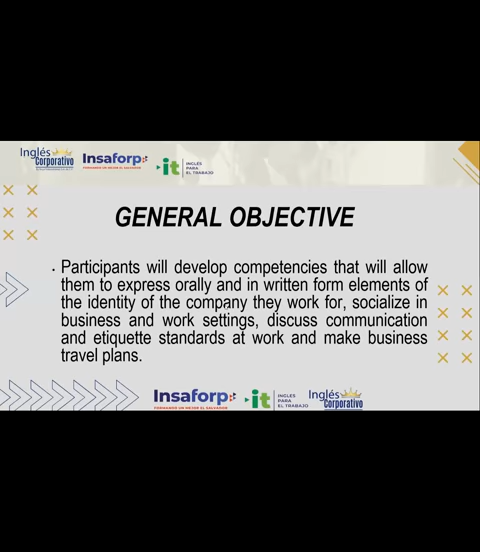 Inglés
Corporativo
Insaforp
FORMANDO UN MEJOR EL SALVADOR
it
INGLÉS
PARA
EL TRABAJO
GENERAL OBJECTIVE
. Participants will develop competencies that will allow
them to express orally and in written form elements of
the identity of the company they work for, socialize in
business and work settings, discuss communication
and etiquette standards at work and make business
travel plans.
Insaforp
FORMANDO UN MEJOR EL SALVADOR
it
INGLÉS
PARA
EL TRABAJO
Inglés
Corporativo